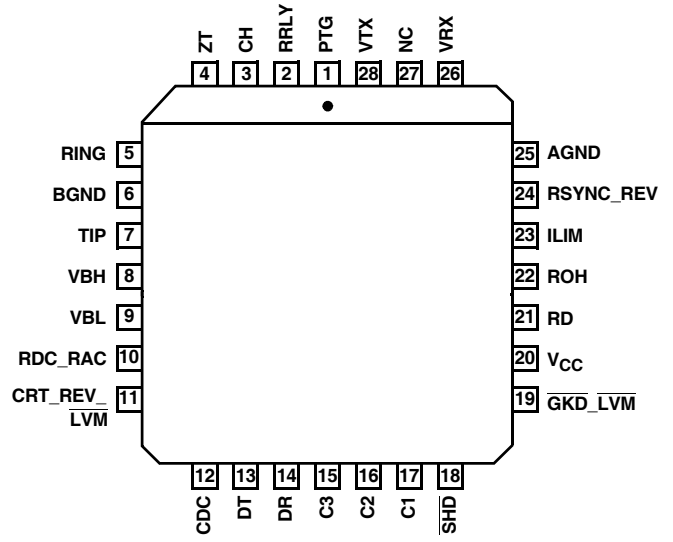 ZT
CH
RRLY
PTG
VTX
NC
VRX
4
3
2
1
28
27
26
RING 5
BGND 6
TIP 7
VBH 8
VBL 9
RDC_RAC 10
CRT_REV_ 11
LVM
25 AGND
24 RSYNC_REV
23 ILIM
22 ROH
21 RD
20 VCC
19 GKD_LVM
12
13
14
15
16
17
18
CDC
DT
DR
C3
C2
C1
SHD